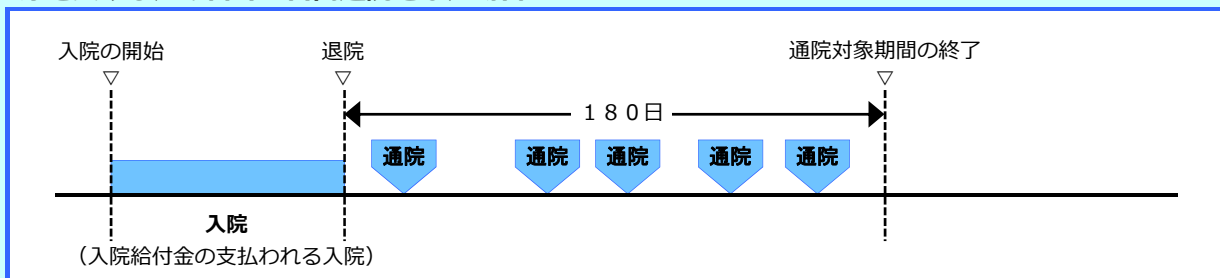 入院の開始
退院
通院対象期間の終了
▽
▽
▽
180日
通院
通院
通院
通院
通院
入院
（入院給付金の支払われる入院）